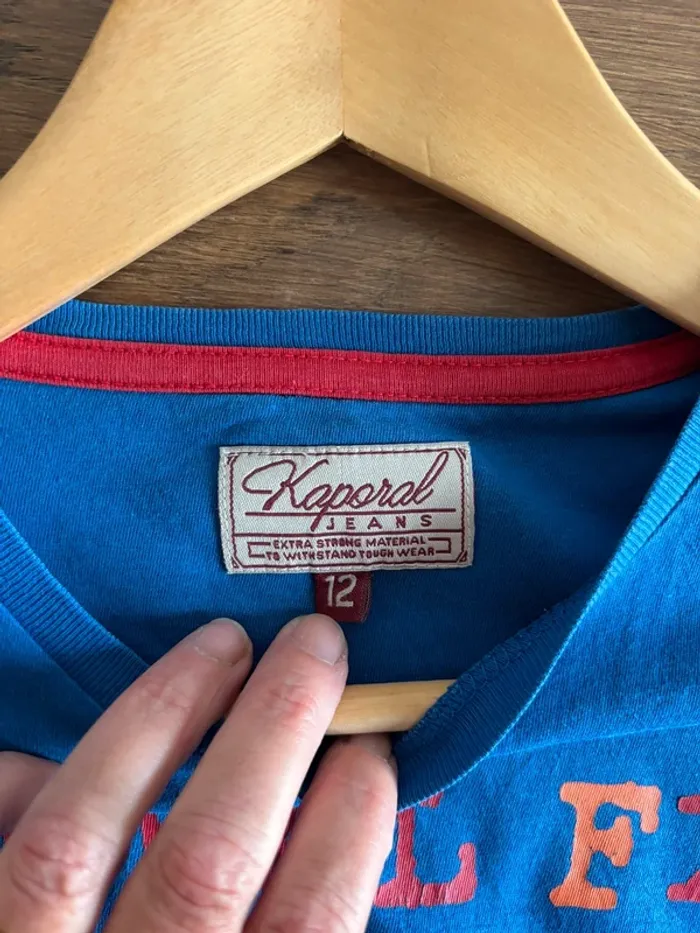 Kaporal
JEANS
EXTRA STRONG MATERIAL
TO WITHSTAND TOUGH WEAR
12
L F